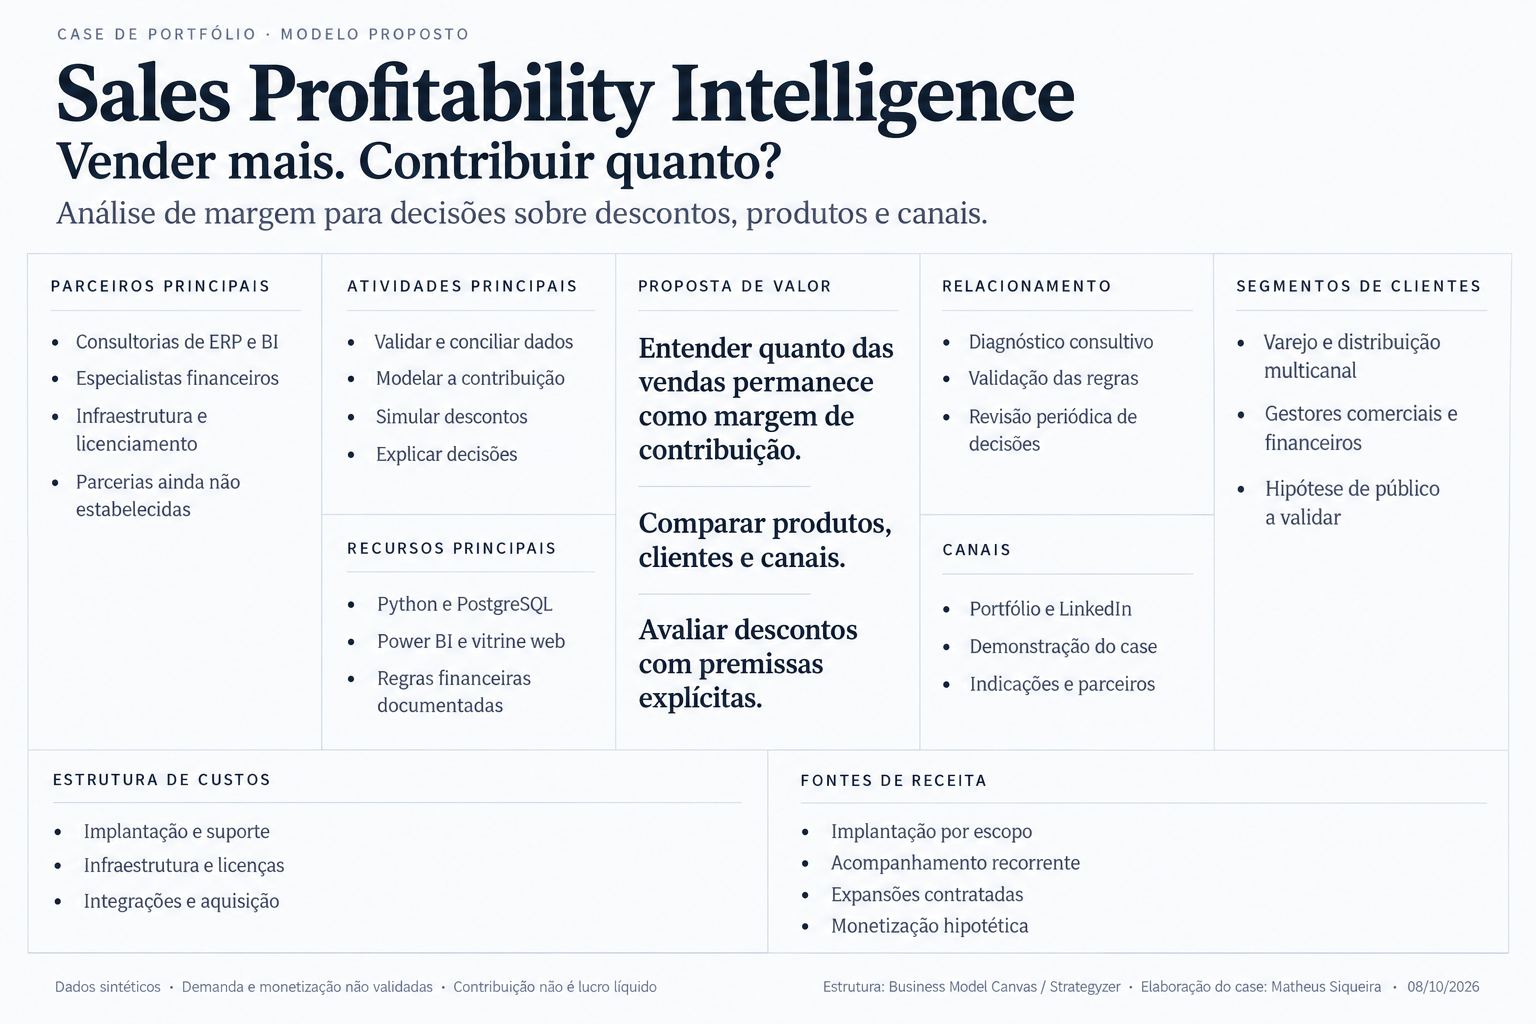 CASE DE PORTFÓLIO · MODELO PROPOSTO
Sales Profitability Intelligence
Vender mais. Contribuir quanto?
Análise de margem para decisões sobre descontos, produtos e canais.
PARCEIROS PRINCIPAIS
• Consultorias de ERP e BI
• Especialistas financeiros
• Infraestrutura e
licenciamento
• Parcerias ainda não
estabelecidas
ATIVIDADES PRINCIPAIS
• Validar e conciliar dados
• Modelar a contribuição
• Simular descontos
• Explicar decisões
RECURSOS PRINCIPAIS
• Python e PostgreSQL
• Power BI e vitrine web
• Regras financeiras
documentadas
PROPOSTA DE VALOR
Entender quanto das
vendas permanece
como margem de
contribuição.
Comparar produtos,
clientes e canais.
Avaliar descontos
com premissas
explícitas.
RELACIONAMENTO
• Diagnóstico consultivo
• Validação das regras
• Revisão periódica de
decisões
CANAIS
• Portfólio e LinkedIn
• Demonstração do case
• Indicações e parceiros
SEGMENTOS DE CLIENTES
• Varejo e distribuição
multicanal
• Gestores comerciais e
financeiros
• Hipótese de público
a validar
ESTRUTURA DE CUSTOS
• Implantação e suporte
• Infraestrutura e licenças
• Integrações e aquisição
FONTES DE RECEITA
• Implantação por escopo
• Acompanhamento recorrente
• Expansões contratadas
• Monetização hipotética
Dados sintéticos · Demanda e monetização não validadas · Contribuição não é lucro líquido
Estrutura: Business Model Canvas / Strategyzer · Elaboração do case: Matheus Siqueira · 08/10/2026